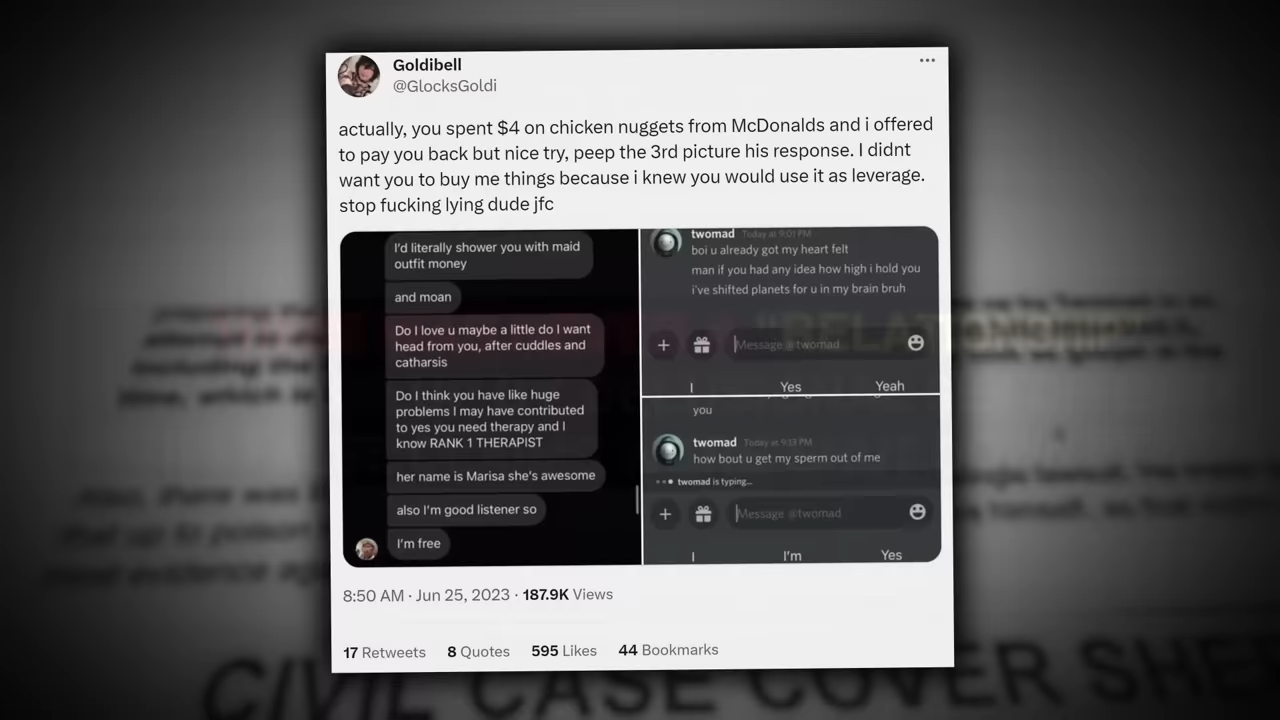 Goldibell
@GlocksGoldi
actually, you spent $4 on chicken nuggets from McDonalds and i offered
to pay you back but nice try, peep the 3rd picture his response. I didnt
want you to buy me things because i knew you would use it as leverage.
stop fucking lying dude jfc
I'd literally shower you with maid
outfit money
and moan
Do I love u maybe a little do I want
head from you, after cuddles and
catharsis
Do I think you have like huge
problems I may have contributed
to yes you need therapy and I
know RANK 1 THERAPIST
her name is Marisa she's awesome
also I'm good listener so
I'm free
twomad Today at 9:01 PM
boi u already got my heart felt
man if you had any idea how high i hold you
i've shifted planets for u in my brain bruh
Message @twomad
I Yes Yeah
you
twomad Today at 9:13 PM
how bout u get my sperm out of me
twomad is typing...
Message @twomad
I I'm Yes
8:50 AM · Jun 25, 2023 · 187.9K Views
17 Retweets 8 Quotes 595 Likes 44 Bookmarks
CIVIL CASE COVER SHE